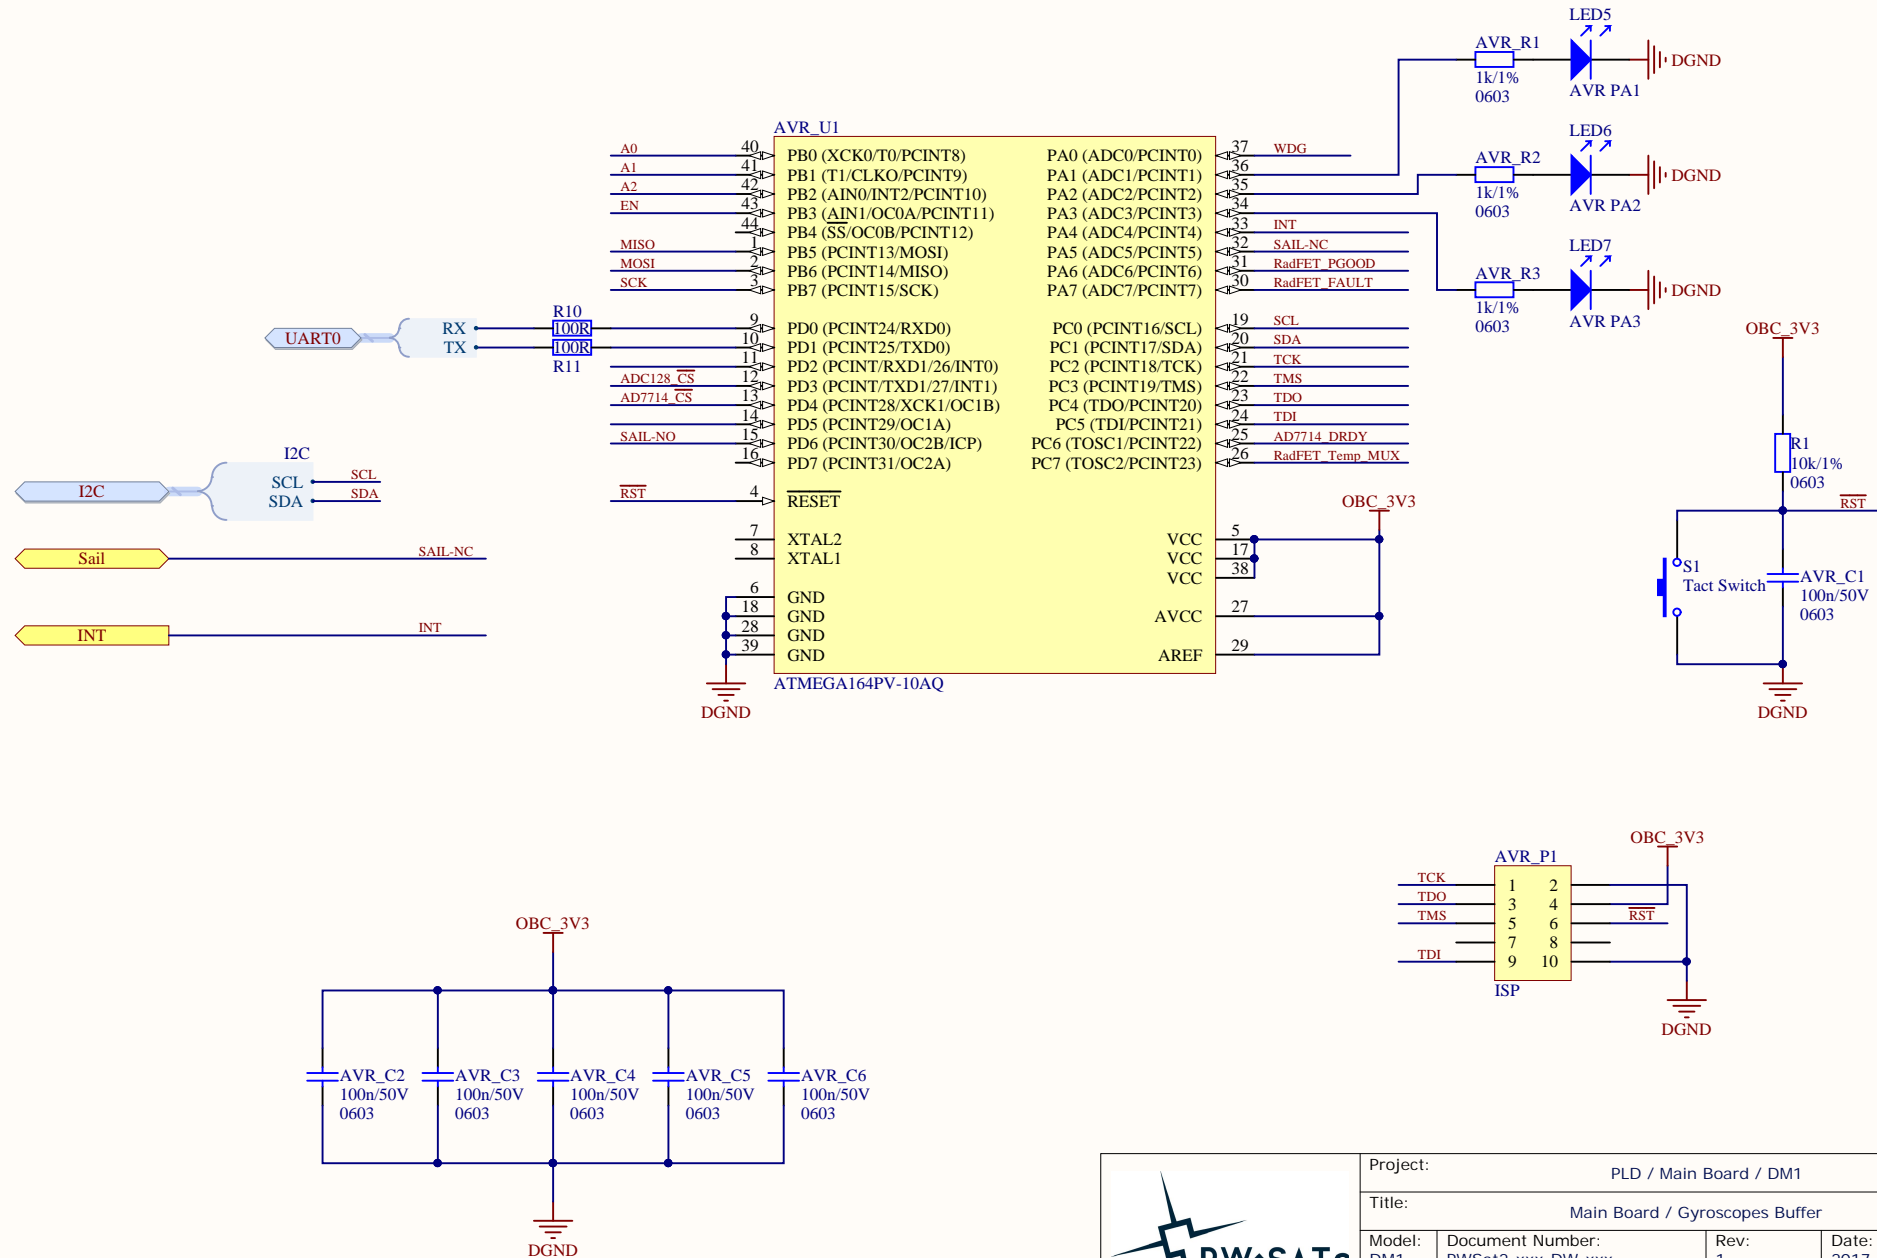 LED5
AVR_R1
1k/1%
0603
AVR PA1
DGND
LED6
AVR_R2
1k/1%
0603
AVR PA2
DGND
LED7
AVR_R3
1k/1%
0603
AVR PA3
DGND
AVR_U1
A0 40 PB0 (XCK0/T0/PCINT8)
A1 41 PB1 (T1/CLKO/PCINT9)
A2 42 PB2 (AIN0/INT2/PCINT10)
EN 43 PB3 (AIN1/OC0A/PCINT11)
44 PB4 (SS/OC0B/PCINT12)
MISO 1 PB5 (PCINT13/MOSI)
MOSI 2 PB6 (PCINT14/MISO)
SCK 3 PB7 (PCINT15/SCK)
9 PD0 (PCINT24/RXD0)
10 PD1 (PCINT25/TXD0)
11 PD2 (PCINT/RXD1/26/INT0)
ADC128_CS 12 PD3 (PCINT/TXD1/27/INT1)
AD7714_CS 13 PD4 (PCINT28/XCK1/OC1B)
14 PD5 (PCINT29/OC1A)
SAIL-NO 15 PD6 (PCINT30/OC2B/ICP)
16 PD7 (PCINT31/OC2A)
RST 4 RESET
7 XTAL2
8 XTAL1
6 GND
18 GND
28 GND
39 GND
DGND
PA0 (ADC0/PCINT0) 37 WDG
PA1 (ADC1/PCINT1) 36
PA2 (ADC2/PCINT2) 35
PA3 (ADC3/PCINT3) 34
PA4 (ADC4/PCINT4) 33 INT
PA5 (ADC5/PCINT5) 32 SAIL-NC
PA6 (ADC6/PCINT6) 31 RadFET_PGOOD
PA7 (ADC7/PCINT7) 30 RadFET_FAULT
PC0 (PCINT16/SCL) 19 SCL
PC1 (PCINT17/SDA) 20 SDA
PC2 (PCINT18/TCK) 21 TCK
PC3 (PCINT19/TMS) 22 TMS
PC4 (TDO/PCINT20) 23 TDO
PC5 (TDI/PCINT21) 24 TDI
PC6 (TOSC1/PCINT22) 25 AD7714_DRDY
PC7 (TOSC2/PCINT23) 26 RadFET_Temp_MUX
OBC_3V3
VCC 5
VCC 17
VCC 38
AVCC 27
AREF 29
ATMEGA164PV-10AQ
UART0
RX
TX
R10
100R
100R
R11
I2C
I2C
SCL SCL
SDA SDA
Sail SAIL-NC
INT INT
OBC_3V3
R1
10k/1%
0603
RST
S1
Tact Switch
AVR_C1
100n/50V
0603
DGND
OBC_3V3
AVR_P1
TCK 1 2
TDO 3 4
TMS 5 6 RST
7 8
TDI 9 10
ISP
DGND
OBC_3V3
AVR_C2
100n/50V
0603
AVR_C3
100n/50V
0603
AVR_C4
100n/50V
0603
AVR_C5
100n/50V
0603
AVR_C6
100n/50V
0603
DGND
Project:
PLD / Main Board / DM1
Title:
Main Board / Gyroscopes Buffer
Model: Document Number: Rev: Date: